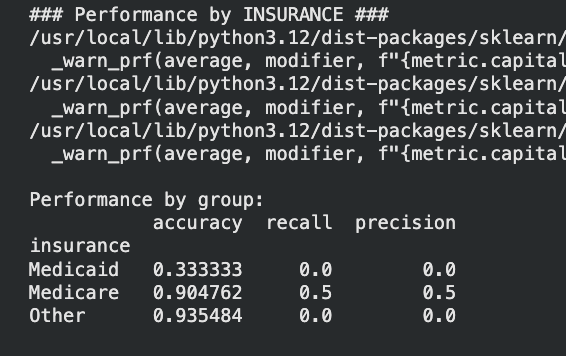 ### Performance by INSURANCE ###
/usr/local/lib/python3.12/dist-packages/sklearn/
_warn_prf(average, modifier, f"{metric.capital
/usr/local/lib/python3.12/dist-packages/sklearn/
_warn_prf(average, modifier, f"{metric.capital
/usr/local/lib/python3.12/dist-packages/sklearn/
_warn_prf(average, modifier, f"{metric.capital
Performance by group:
accuracy recall precision
insurance
Medicaid 0.333333 0.0 0.0
Medicare 0.904762 0.5 0.5
Other 0.935484 0.0 0.0